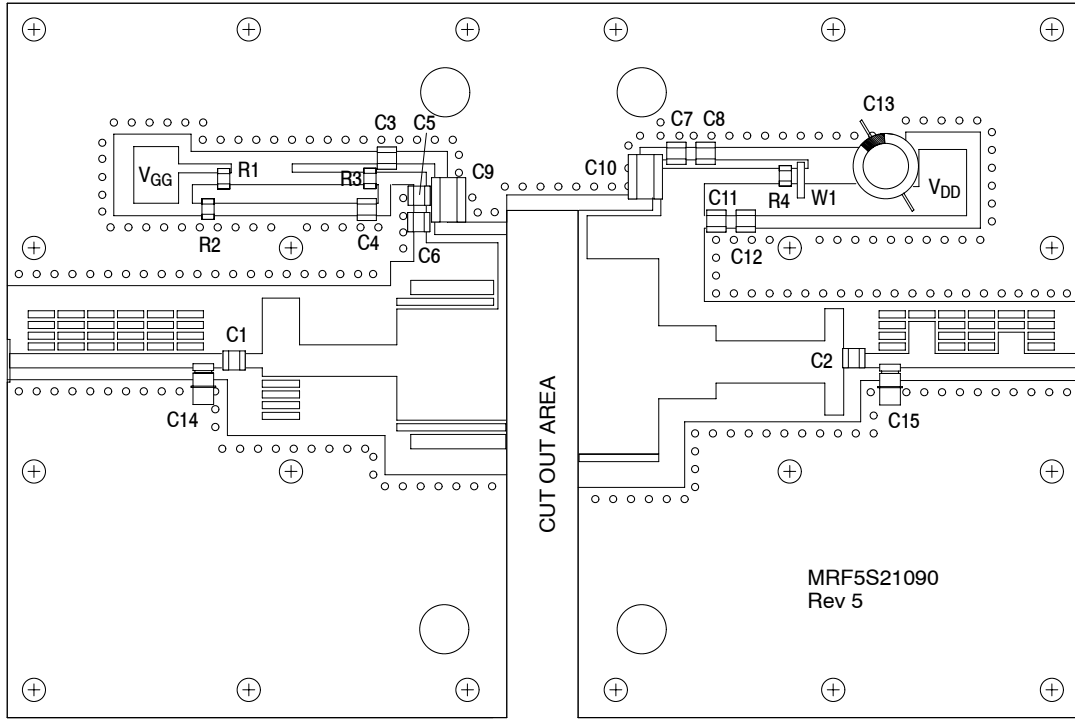 C3
C5
C7 C8
C13
VGG
R1
R3
C9
C10
R4
W1
VDD
C11
R2
C4
C6
C12
C1
C2
C14
C15
CUT OUT AREA
MRF5S21090
Rev 5